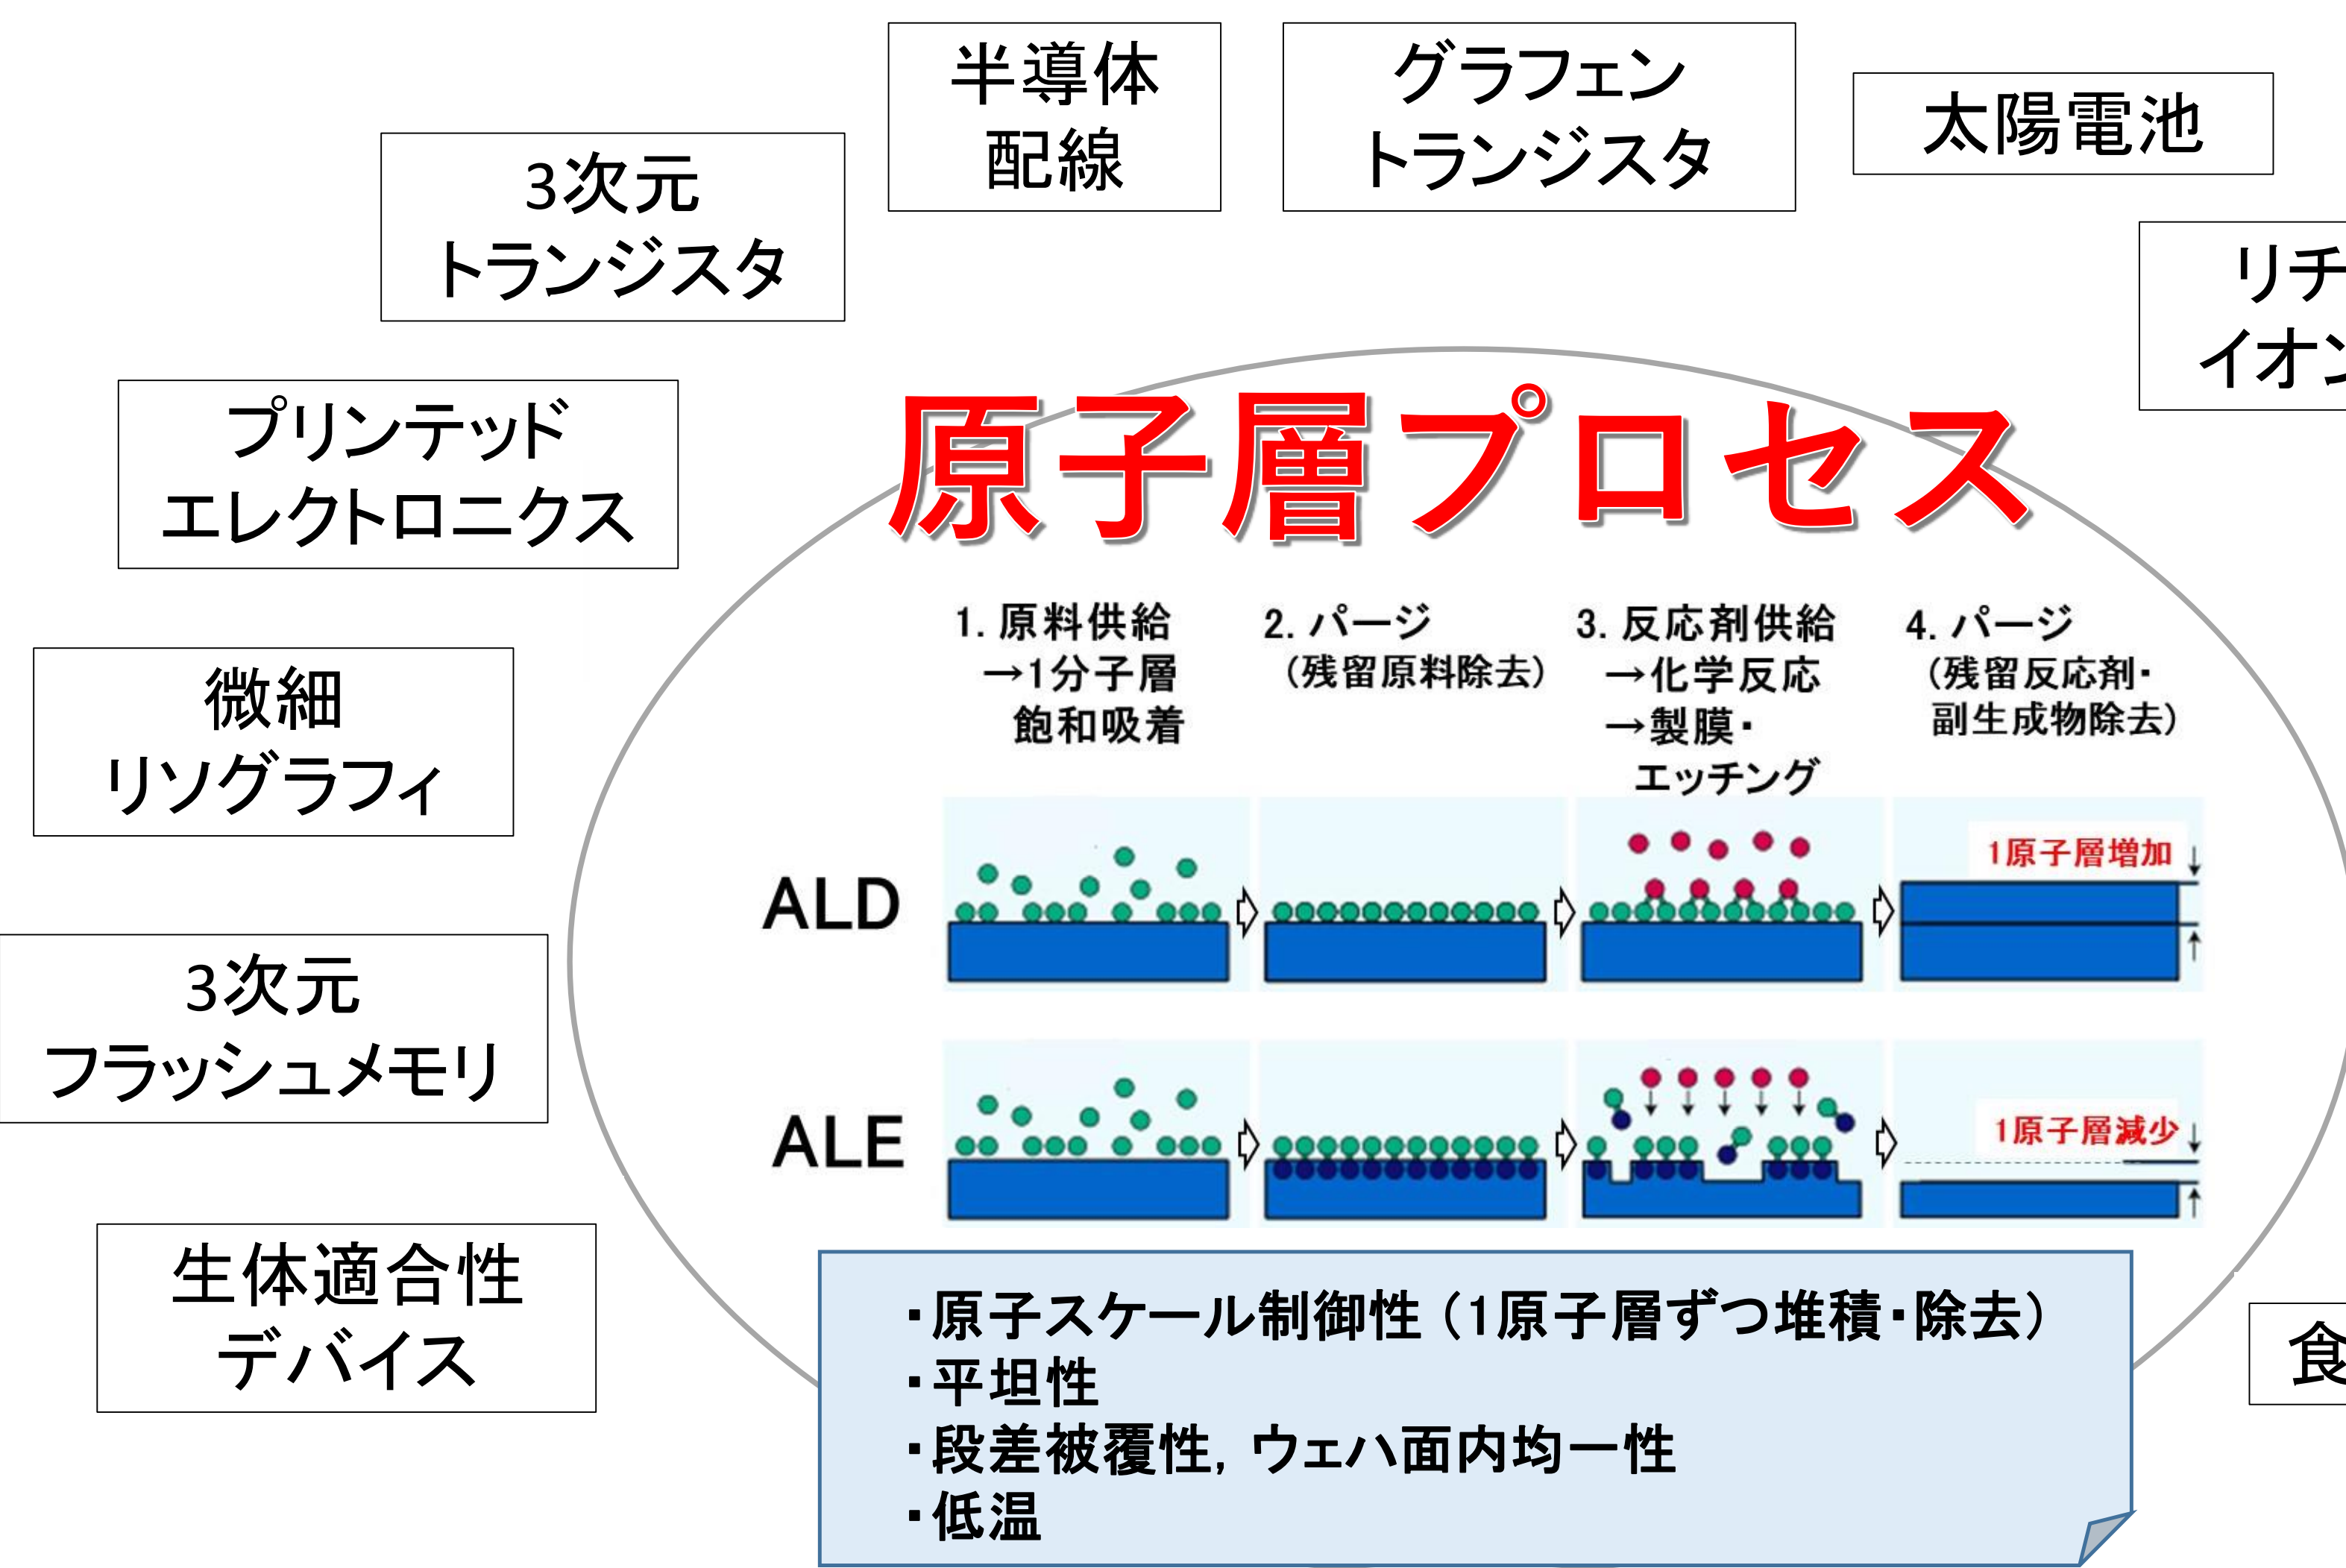 半導体
配線
グラフェン
トランジスタ
太陽電池
3次元
トランジスタ
リチ
イオン
プリンテッド
エレクトロニクス
原子層プロセス
微細
リソグラフィ
1. 原料供給
→1分子層
飽和吸着
2. パージ
(残留原料除去)
3. 反応剤供給
→化学反応
→製膜・
エッチング
4. パージ
(残留反応剤・
副生成物除去)
ALD
1原子層増加
3次元
フラッシュメモリ
ALE
1原子層減少
生体適合性
デバイス
・原子スケール制御性(1原子層ずつ堆積・除去)
・平坦性
・段差被覆性, ウェハ面内均一性
・低温
食